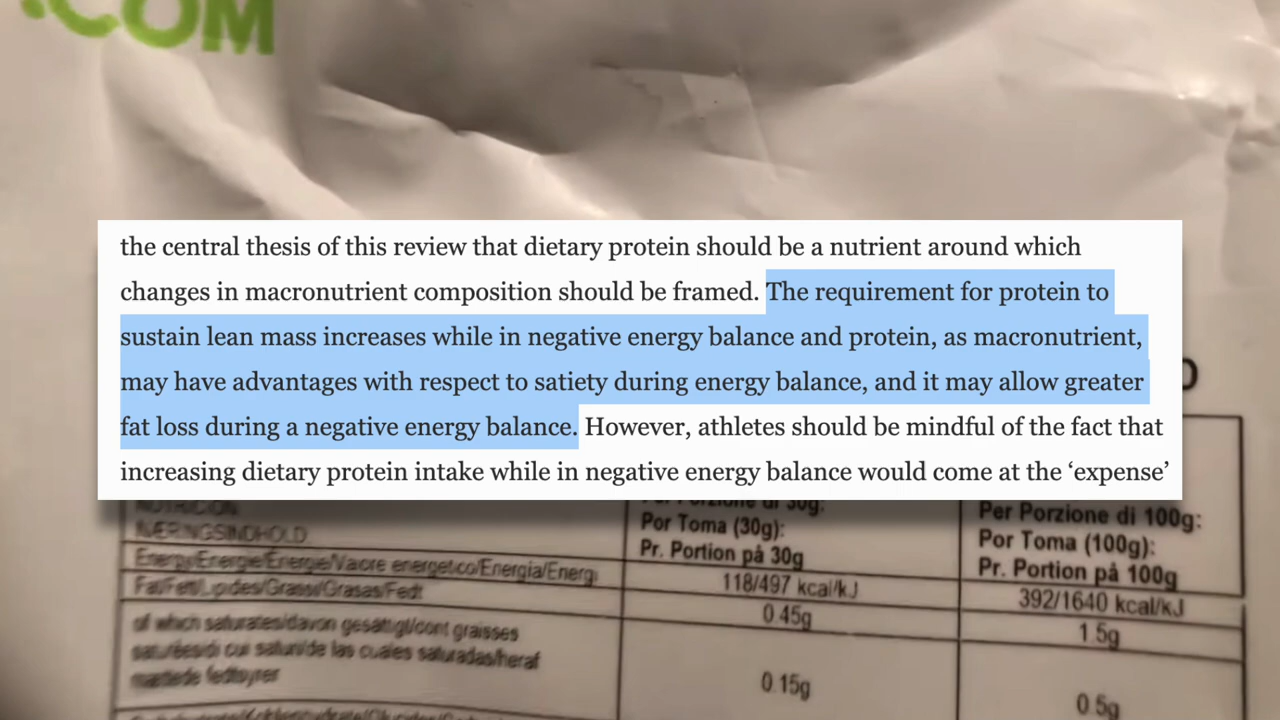 .COM
the central thesis of this review that dietary protein should be a nutrient around which
changes in macronutrient composition should be framed. The requirement for protein to
sustain lean mass increases while in negative energy balance and protein, as macronutrient,
may have advantages with respect to satiety during energy balance, and it may allow greater
fat loss during a negative energy balance. However, athletes should be mindful of the fact that
increasing dietary protein intake while in negative energy balance would come at the ‘expense’
Per Porzione di 100g:
Por Toma (30g):
Por Toma (100g):
Pr. Portion på 30g
Pr. Portion på 100g
NÆRINGSINDHOLD
118/497 kcal/kJ
392/1640 kcal/kJ
0.45g
1.5g
0.15g
0.5g